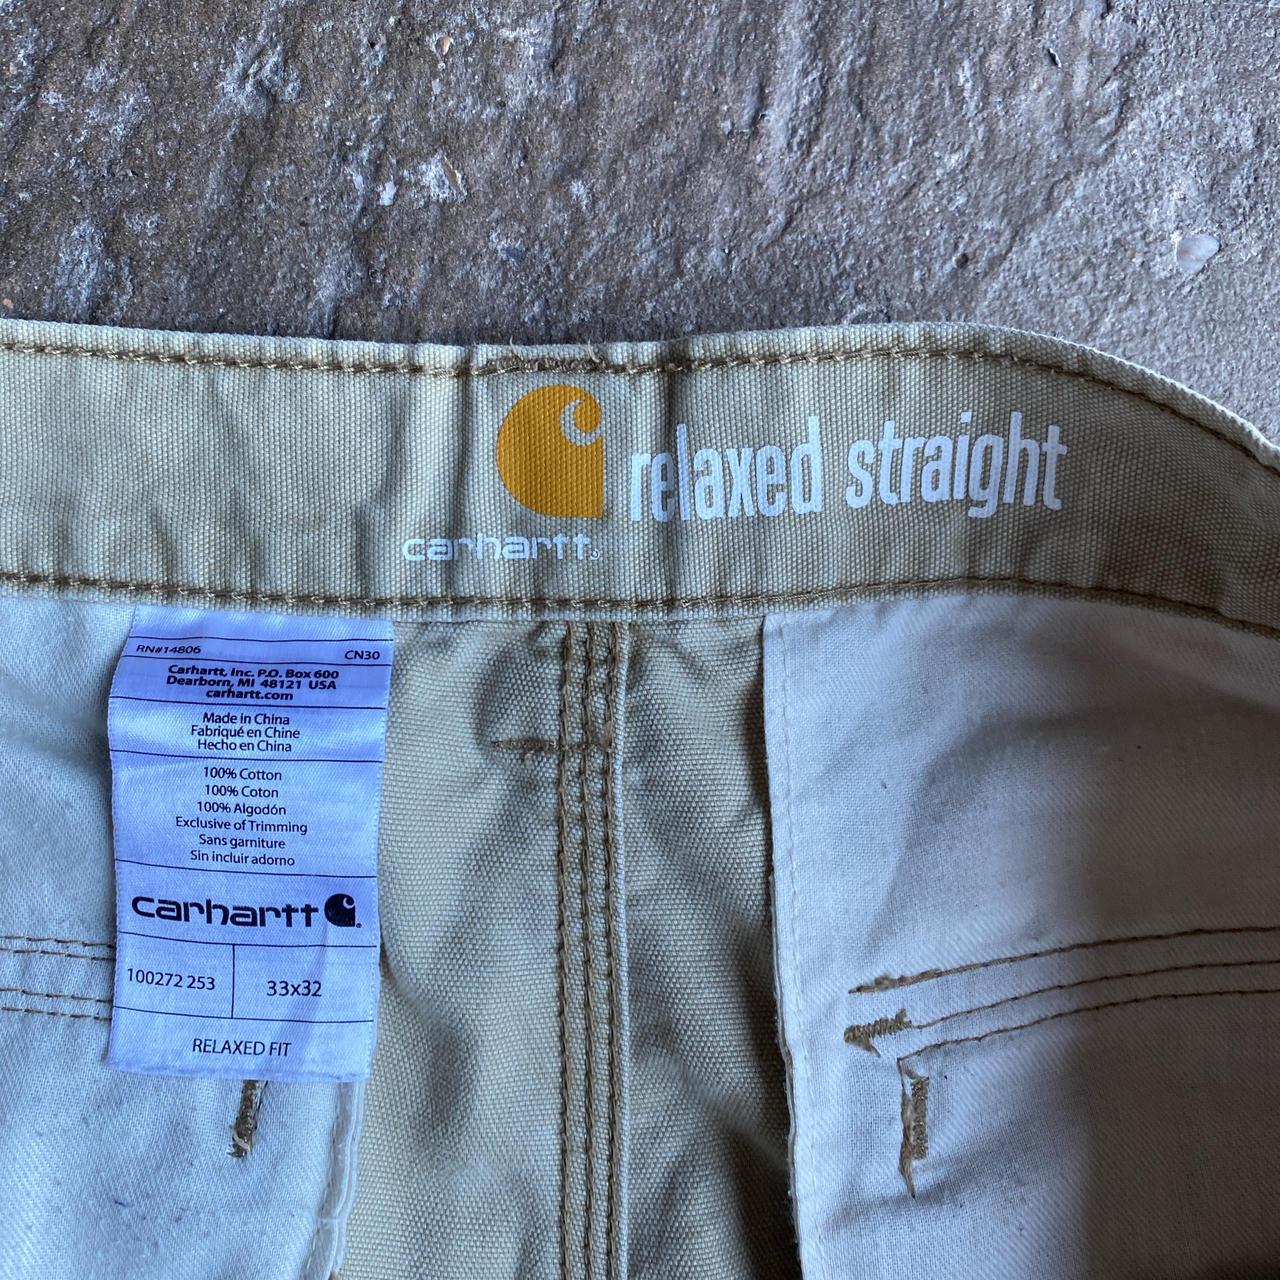 relaxed straight
carhartt®
RN#14806 CN30
Carhartt, Inc. P.O. Box 600
Dearborn, MI 48121 USA
carhartt.com
Made in China
Fabriqué en Chine
Hecho en China
100% Cotton
100% Coton
100% Algodón
Exclusive of Trimming
Sans garniture
Sin incluir adorno
carhartt
100272 253 33x32
RELAXED FIT